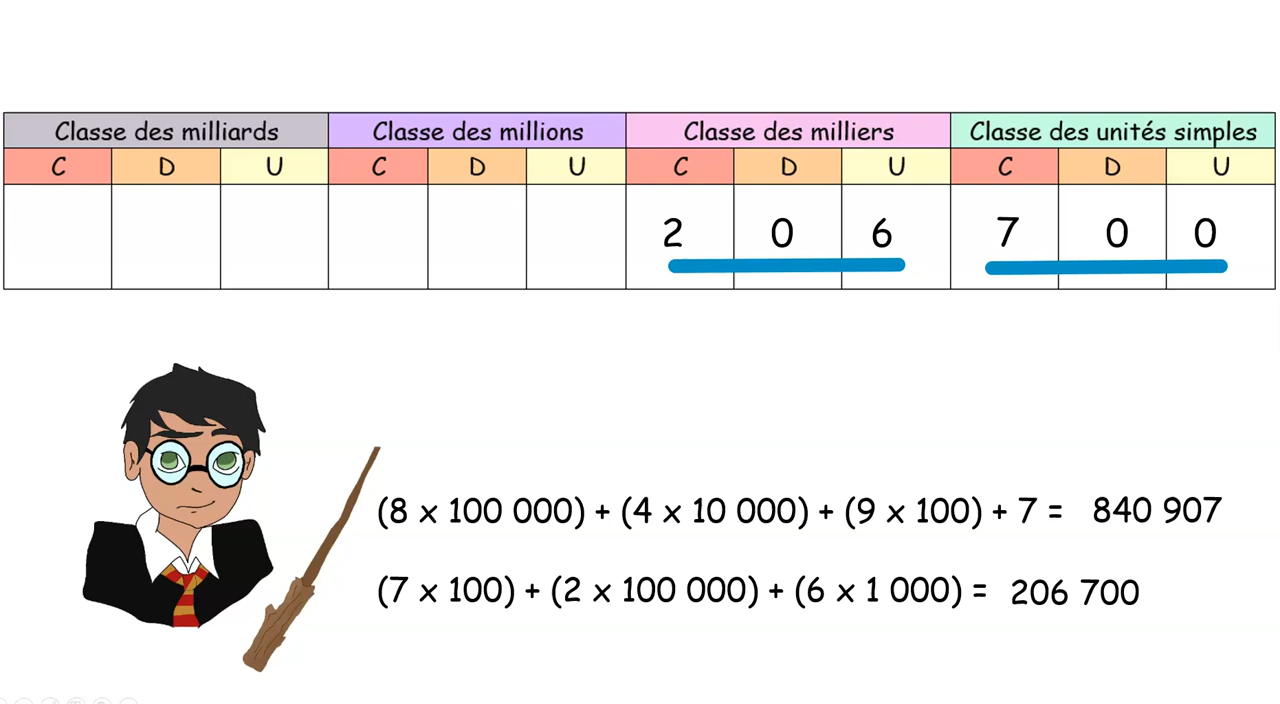 Classe des milliards Classe des millions Classe des milliers Classe des unités simples
C D U C D U C D U C D U
2 0 6 7 0 0
(8 x 100 000) + (4 x 10 000) + (9 x 100) + 7 = 840 907
(7 x 100) + (2 x 100 000) + (6 x 1 000) = 206 700